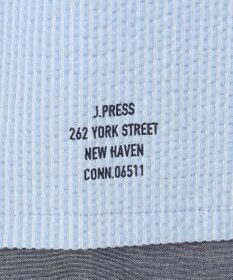 J.PRESS
262 YORK STREET
NEW HAVEN
CONN.06511